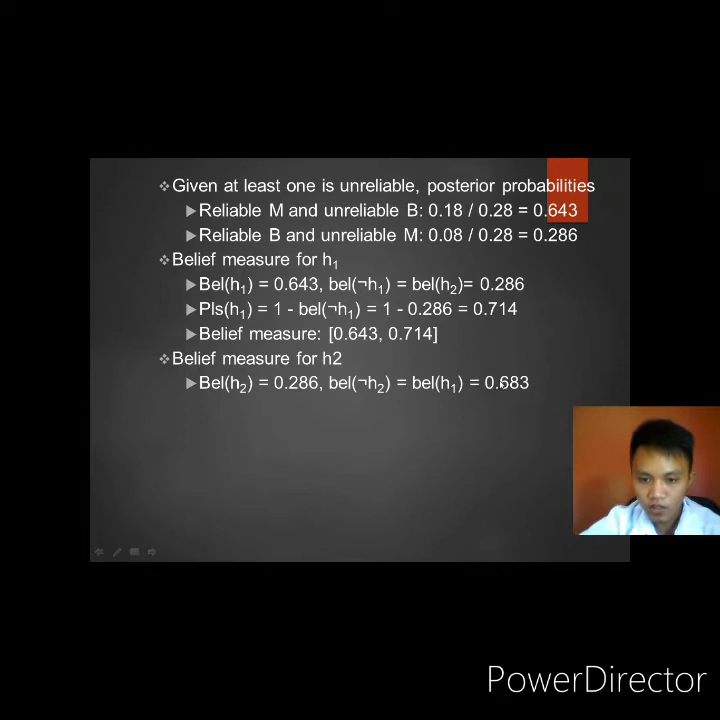 Given at least one is unreliable, posterior probabilities
Reliable M and unreliable B: 0.18 / 0.28 = 0.643
Reliable B and unreliable M: 0.08 / 0.28 = 0.286
Belief measure for h₁
Bel(h₁) = 0.643, bel(¬h₁) = bel(h₂)= 0.286
Pls(h₁) = 1 - bel(¬h₁) = 1 - 0.286 = 0.714
Belief measure: [0.643, 0.714]
Belief measure for h2
Bel(h₂) = 0.286, bel(¬h₂) = bel(h₁) = 0.683
PowerDirector